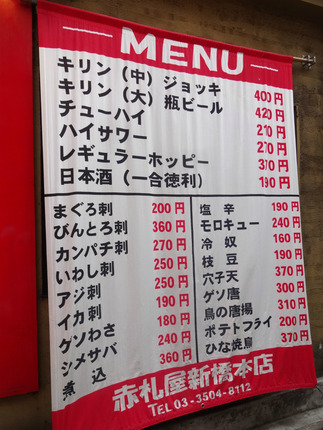 MENU
キリン（中）ジョッキ 400円
キリン（大）瓶ビール 420円
チューハイ 210円
ハイサワー 210円
レギュラーホッピー 370円
日本酒（一合徳利） 190円
まぐろ刺 200円
びんとろ刺 360円
カンパチ刺 270円
いわし刺 250円
アジ刺 250円
イカ刺 190円
ゲソわさ 180円
シメサバ 240円
煮込 360円
塩辛 190円
モロキュー 240円
冷奴 160円
枝豆 190円
穴子天 370円
ゲソ唐 300円
鳥の唐揚 310円
ポテトフライ 200円
ひな焼鳥 370円
赤札屋新橋本店
TEL 03-3504-8112